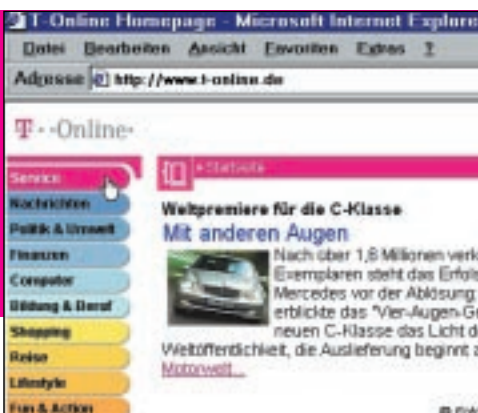 T-Online Homepage - Microsoft Internet Explore
Datei Bearbeiten Ansicht Favoriten Extras ?
Adresse http://www.t-online.de
T · · Online ·
Service
Startseite
Nachrichten
Politik & Umwelt
Finanzen
Computer
Bildung & Beruf
Shopping
Reise
Lifestyle
Fun & Action
Weltpremiere für die C-Klasse
Mit anderen Augen
Nach über 1,8 Millionen verk
Exemplaren steht das Erfols
Mercedes vor der Ablösung:
erblickte das "Vier-Augen-Ge
neuen C-Klasse das Licht d
Weltöffentlichkeit, die Auslieferung beginnt a
Motorwelt...